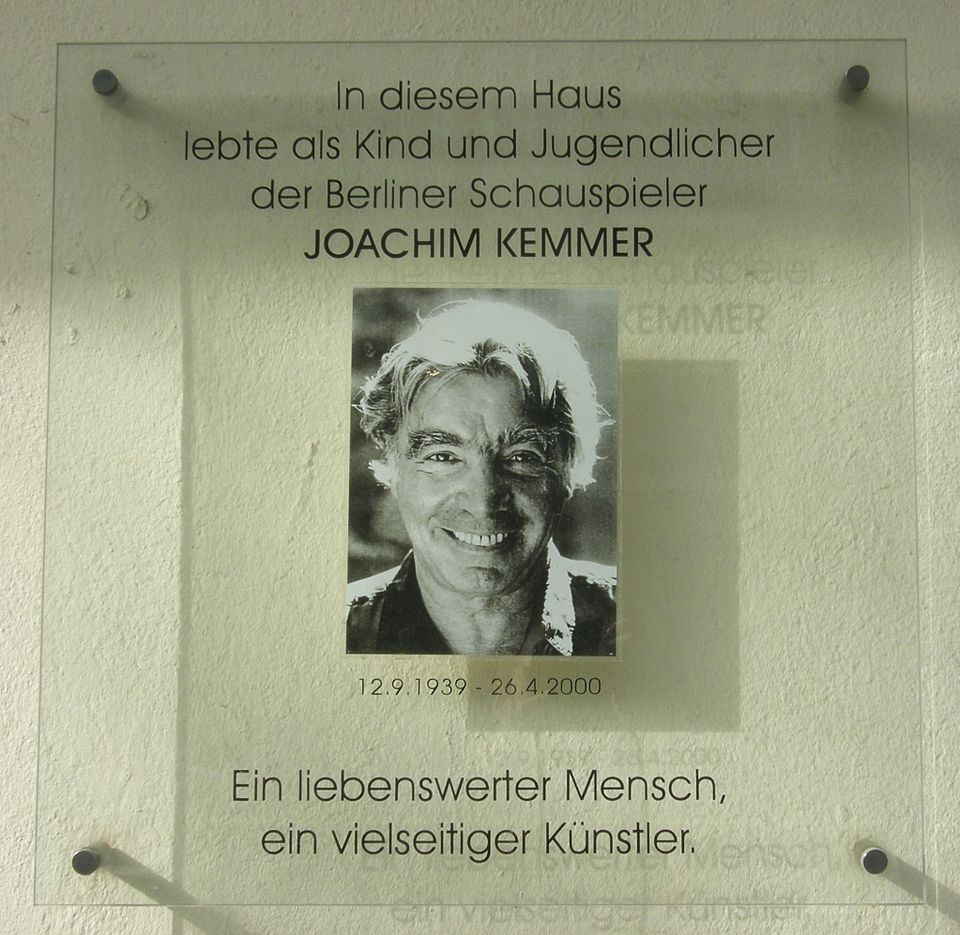 In diesem Haus
lebte als Kind und Jugendlicher
der Berliner Schauspieler
JOACHIM KEMMER
12.9.1939 - 26.4.2000
Ein liebenswerter Mensch,
ein vielseitiger Künstler.